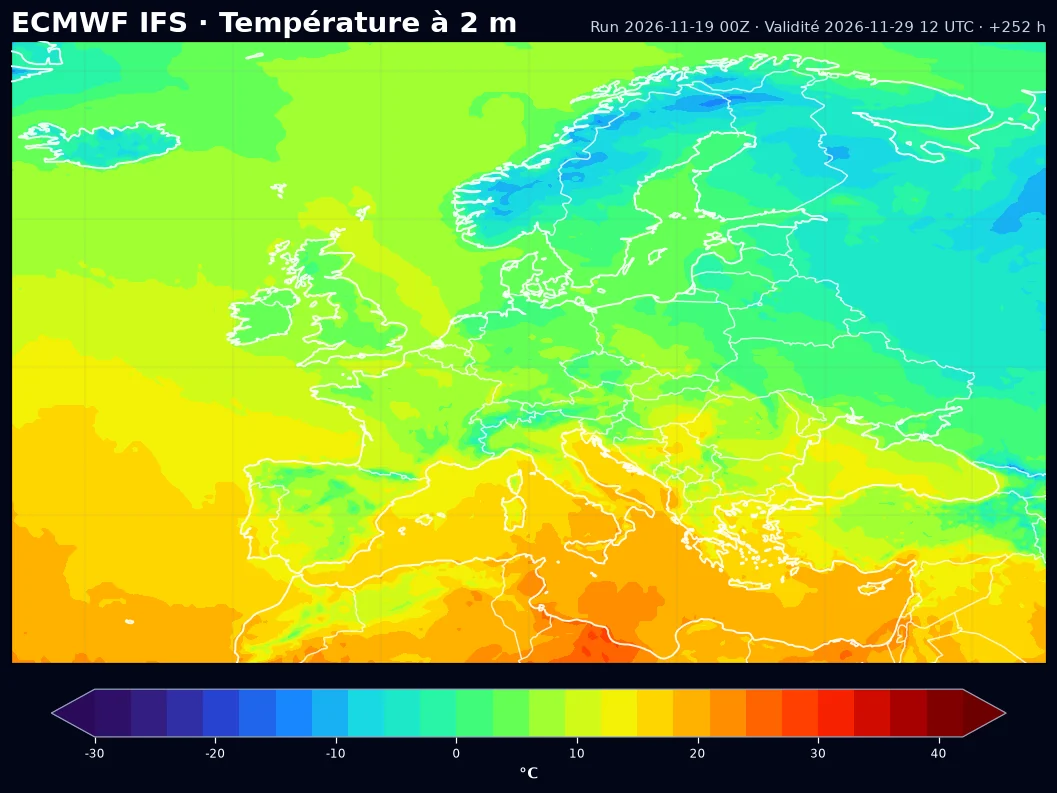 ECMWF IFS · Température à 2 m
Run 2026-11-19 00Z · Validité 2026-11-29 12 UTC · +252 h
-30 -20 -10 0 10 20 30 40
°C